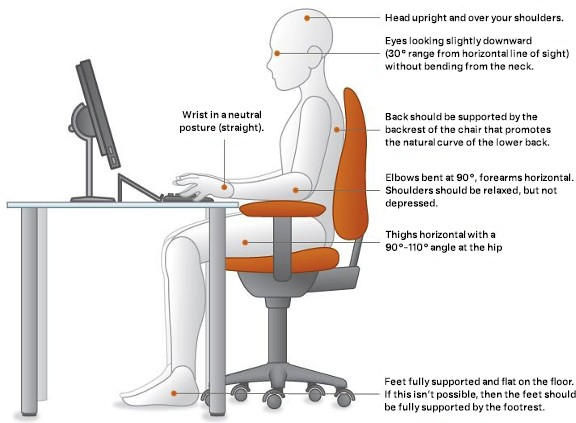 Head upright and over your shoulders.
Eyes looking slightly downward
(30° range from horizontal line of sight)
without bending from the neck.
Wrist in a neutral
posture (straight).
Back should be supported by the
backrest of the chair that promotes
the natural curve of the lower back.
Elbows bent at 90°, forearms horizontal.
Shoulders should be relaxed, but not
depressed.
Thighs horizontal with a
90°-110° angle at the hip
Feet fully supported and flat on the floor.
If this isn't possible, then the feet should
be fully supported by the footrest.